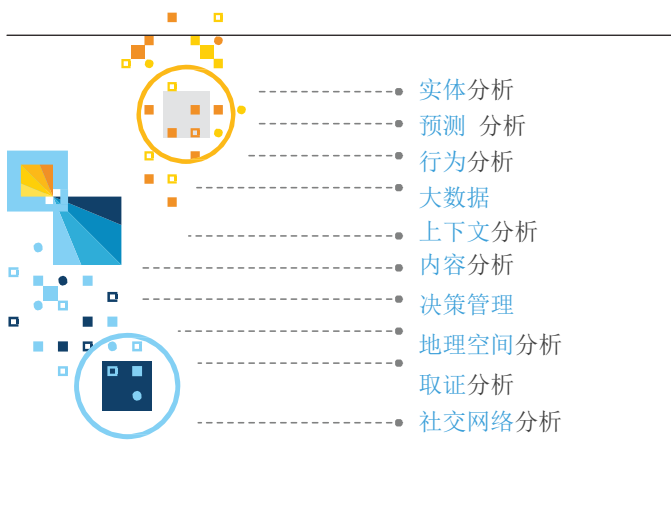 实体分析
预测 分析
行为分析
大数据
上下文分析
内容分析
决策管理
地理空间分析
取证分析
社交网络分析